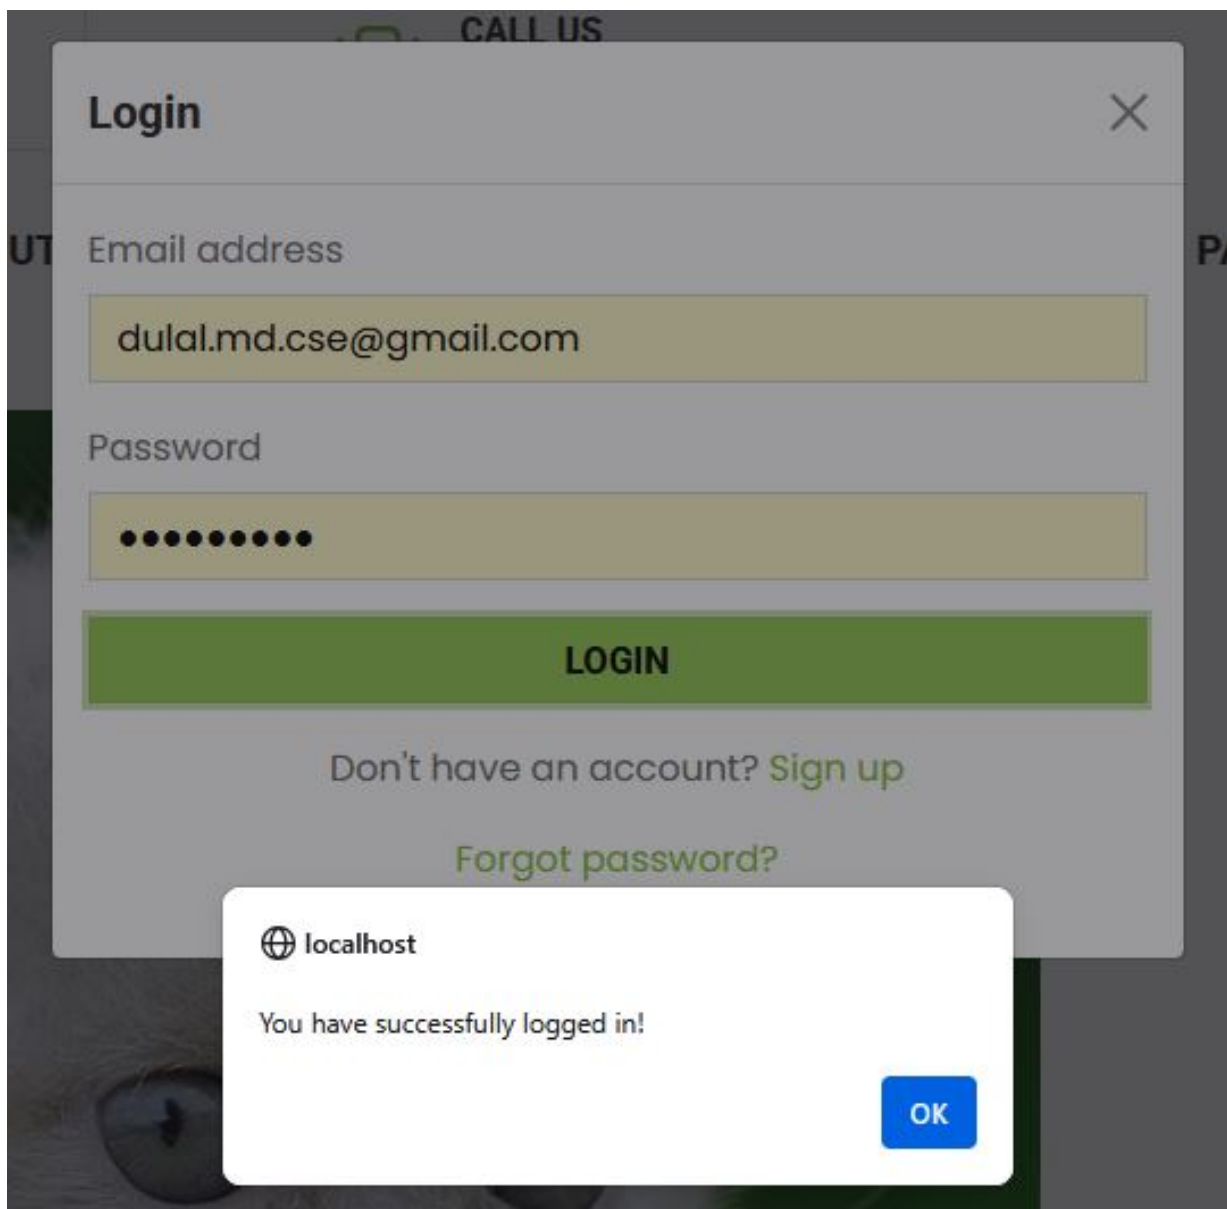 CALL US
Login
UT
PA
Email address
dulal.md.cse@gmail.com
Password
•••••••••
LOGIN
Don't have an account? Sign up
Forgot password?
localhost
You have successfully logged in!
OK